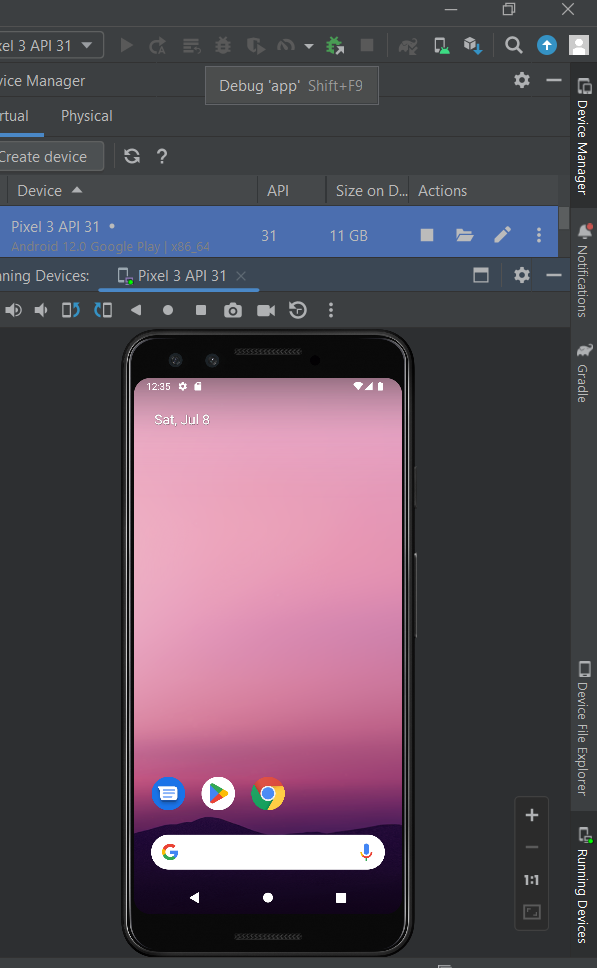 xel 3 API 31
vice Manager
Debug 'app' Shift+F9
rtual Physical
Create device ?
Device API Size on D... Actions
Pixel 3 API 31
Android 12.0 Google Play | x86_64
31 11 GB
nning Devices: Pixel 3 API 31
12:35
Sat, Jul 8
G
1:1
Device Manager
Notifications
Gradle
Device File Explorer
Running Devices